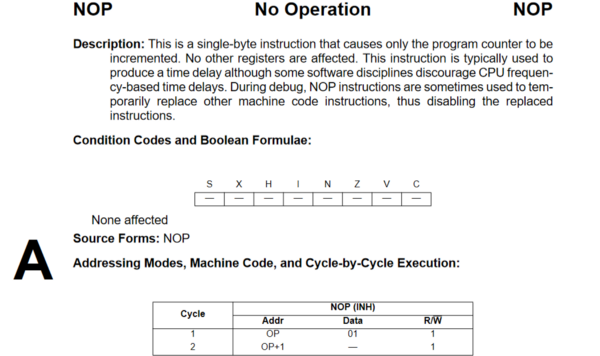 NOP No Operation NOP
Description: This is a single-byte instruction that causes only the program counter to be
incremented. No other registers are affected. This instruction is typically used to
produce a time delay although some software disciplines discourage CPU frequen-
cy-based time delays. During debug, NOP instructions are sometimes used to tem-
porarily replace other machine code instructions, thus disabling the replaced
instructions.
Condition Codes and Boolean Formulae:
S X H I N Z V C
— — — — — — — —
None affected
Source Forms: NOP
A
Addressing Modes, Machine Code, and Cycle-by-Cycle Execution:
Cycle NOP (INH)
Addr Data R/W
1 OP 01 1
2 OP+1 — 1